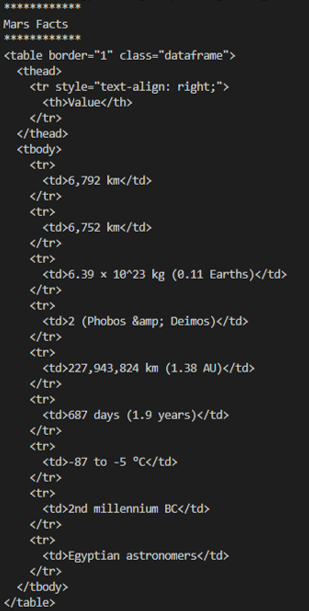 ************
Mars Facts
************
<table border="1" class="dataframe">
  <thead>
    <tr style="text-align: right;">
      <th>Value</th>
    </tr>
  </thead>
  <tbody>
    <tr>
      <td>6,792 km</td>
    </tr>
    <tr>
      <td>6,752 km</td>
    </tr>
    <tr>
      <td>6.39 × 10^23 kg (0.11 Earths)</td>
    </tr>
    <tr>
      <td>2 (Phobos &amp; Deimos)</td>
    </tr>
    <tr>
      <td>227,943,824 km (1.38 AU)</td>
    </tr>
    <tr>
      <td>687 days (1.9 years)</td>
    </tr>
    <tr>
      <td>-87 to -5 °C</td>
    </tr>
    <tr>
      <td>2nd millennium BC</td>
    </tr>
    <tr>
      <td>Egyptian astronomers</td>
    </tr>
  </tbody>
</table>